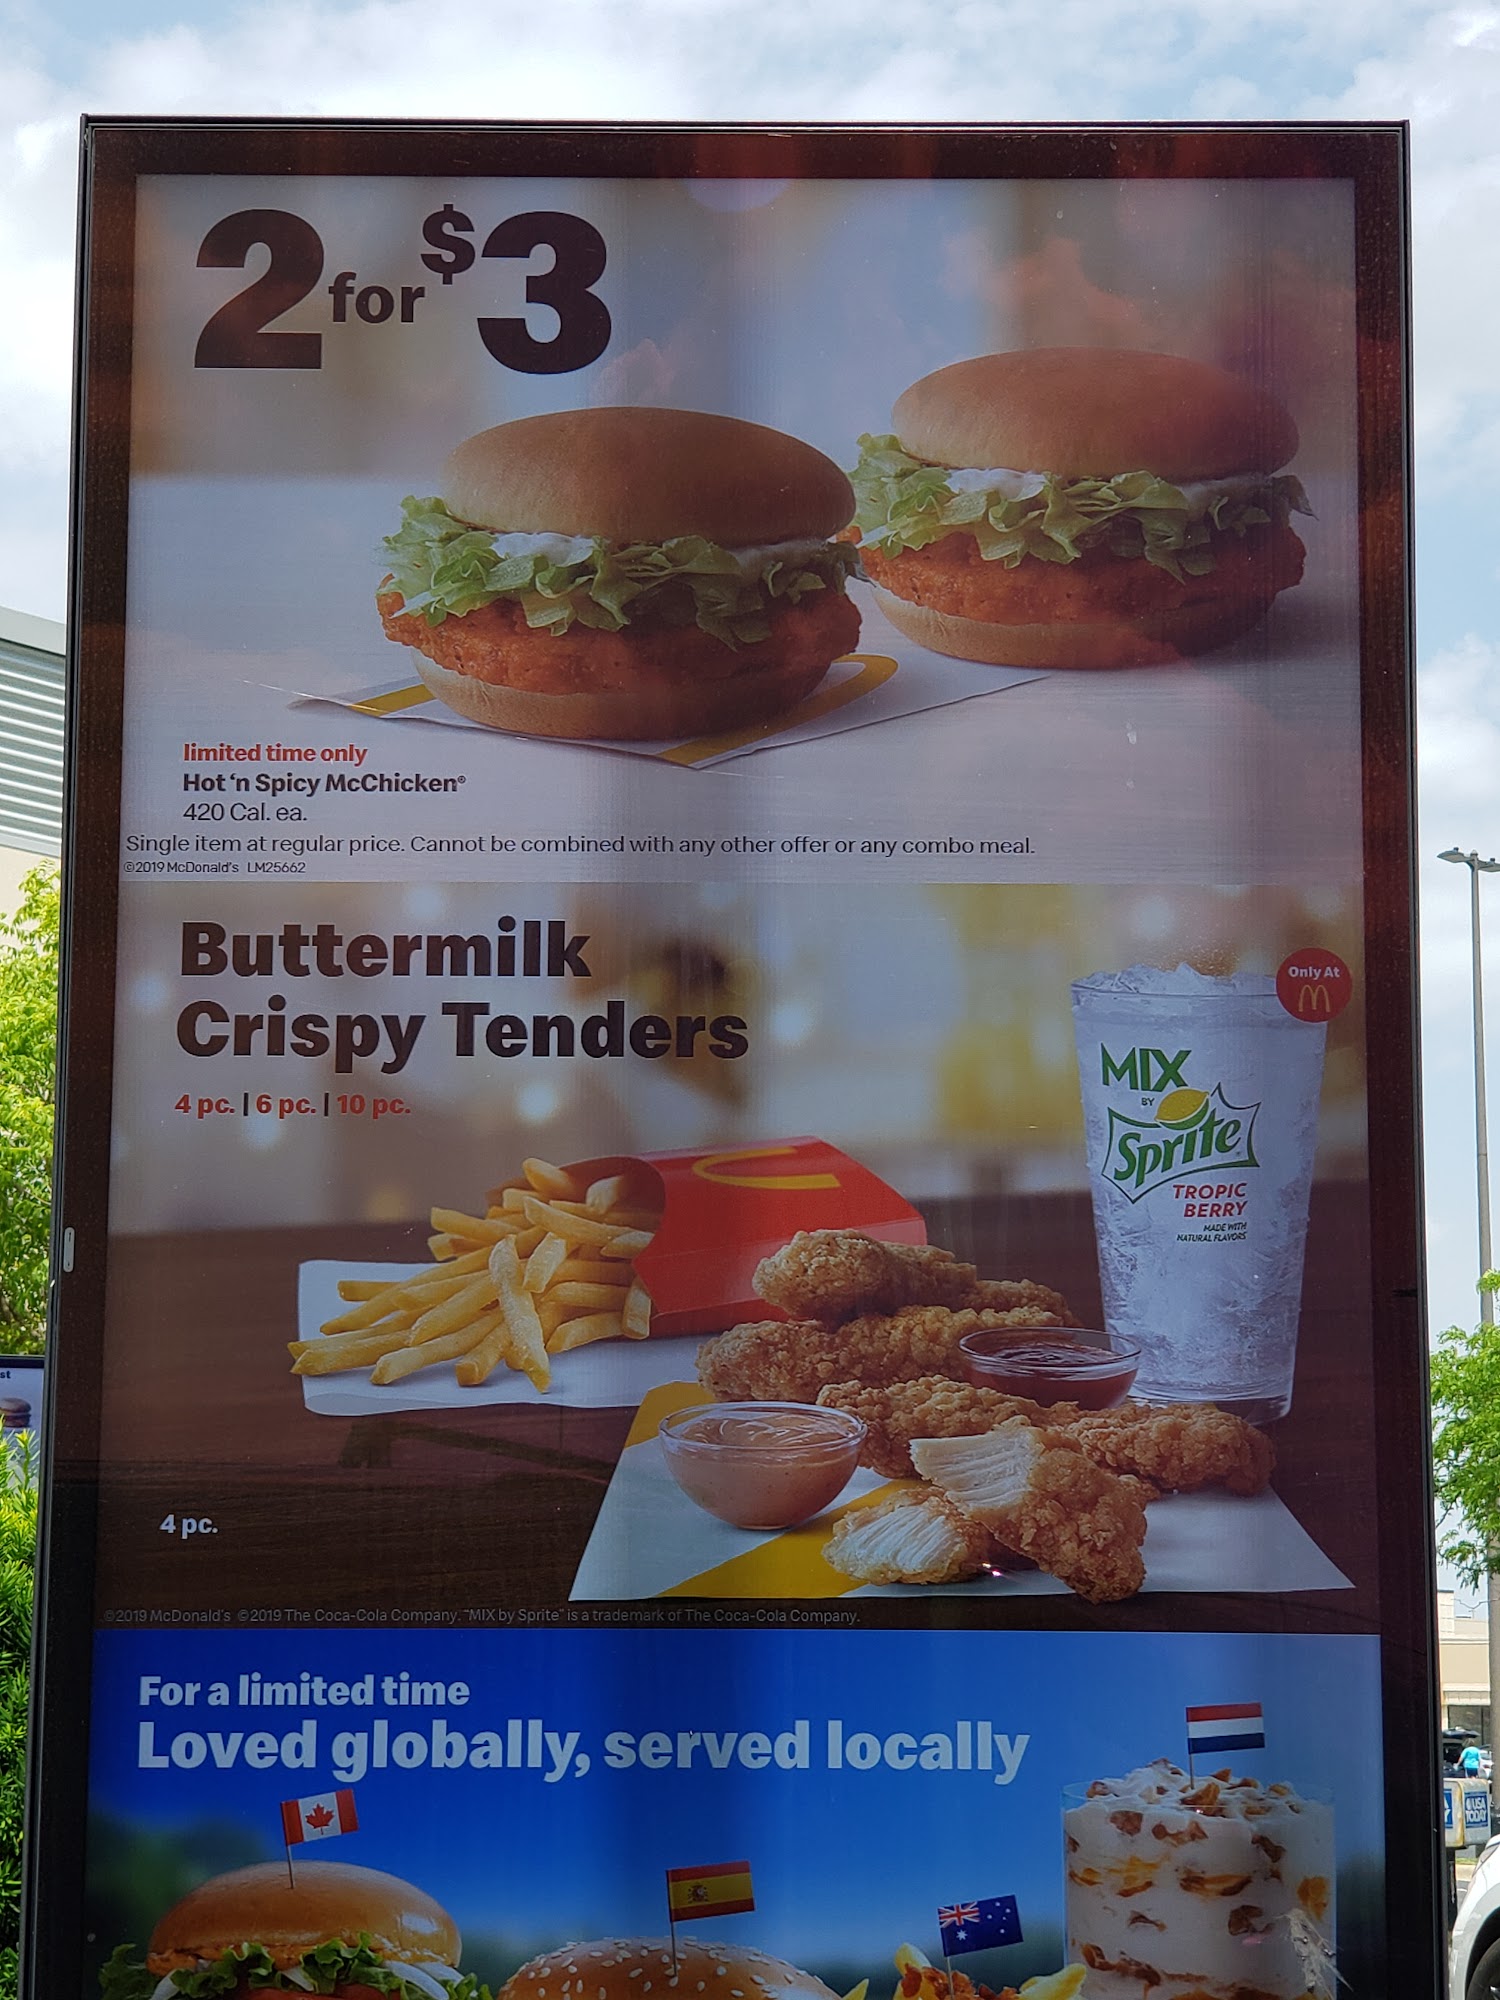 2 for $3
limited time only
Hot 'n Spicy McChicken®
420 Cal. ea.
Single item at regular price. Cannot be combined with any other offer or any combo meal.
©2019 McDonald's LM25662
Buttermilk
Crispy Tenders
4 pc. | 6 pc. | 10 pc.
Only At
MIX
BY
Sprite
TROPIC
BERRY
MADE WITH
NATURAL FLAVORS
4 pc.
©2019 McDonald's ©2019 The Coca-Cola Company. "MIX by Sprite" is a trademark of The Coca-Cola Company.
For a limited time
Loved globally, served locally
st
USA
TODAY